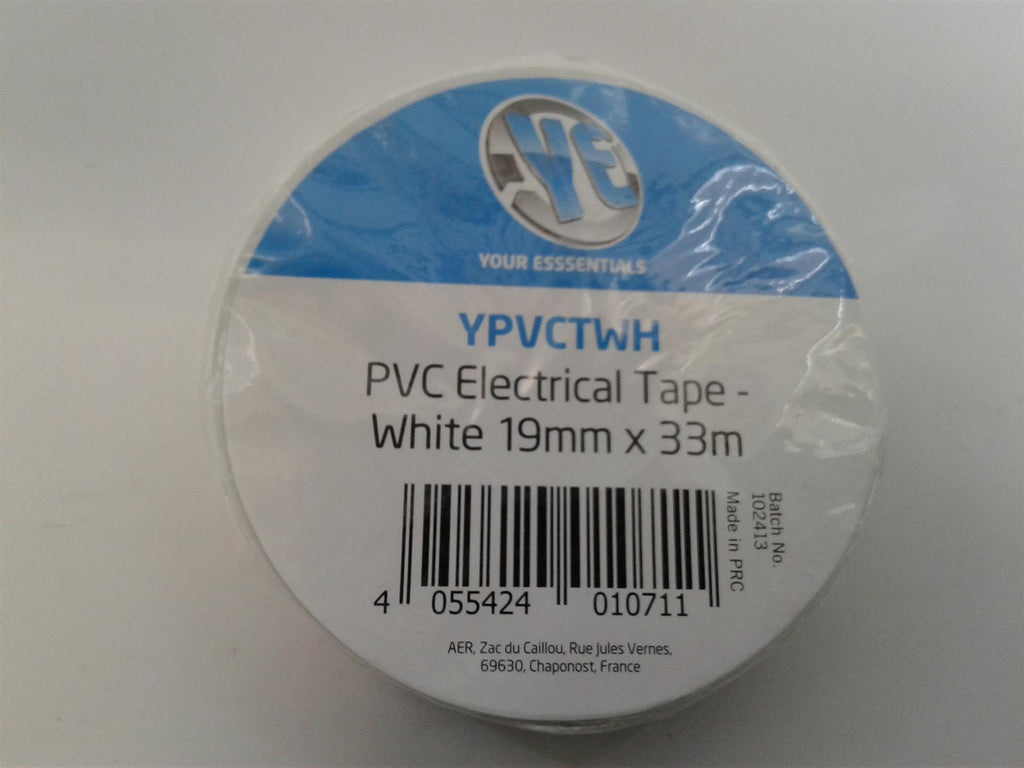 YE
YOUR ESSSENTIALS
YPVCTWH
PVC Electrical Tape -
White 19mm x 33m
Batch No.
102413
Made in PRC
4 055424 010711
AER, Zac du Caillou, Rue Jules Vernes,
69630, Chaponost, France